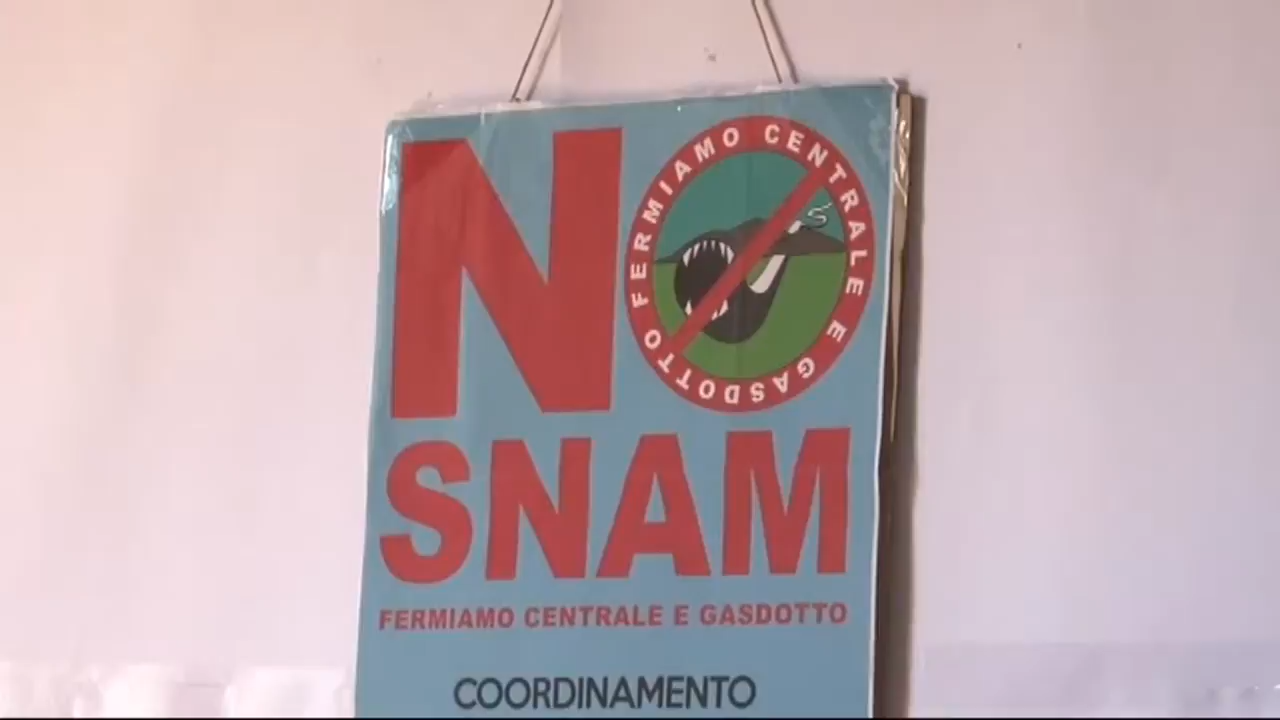 NO
FERMIAMO CENTRALE E GASDOTTO
SNAM
FERMIAMO CENTRALE E GASDOTTO
COORDINAMENTO